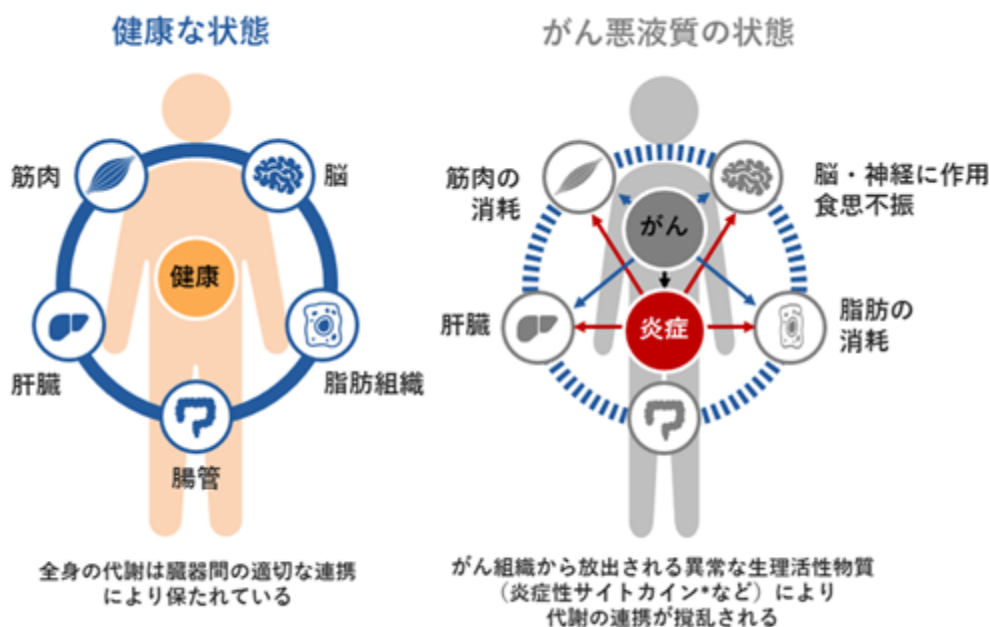 健康な状態
筋肉
脳
健康
肝臓
脂肪組織
腸管
全身の代謝は臓器間の適切な連携
により保たれている
がん悪液質の状態
筋肉の
消耗
脳・神経に作用
食思不振
がん
肝臓
炎症
脂肪の
消耗
がん組織から放出される異常な生理活性物質
（炎症性サイトカイン*など）により
代謝の連携が撹乱される